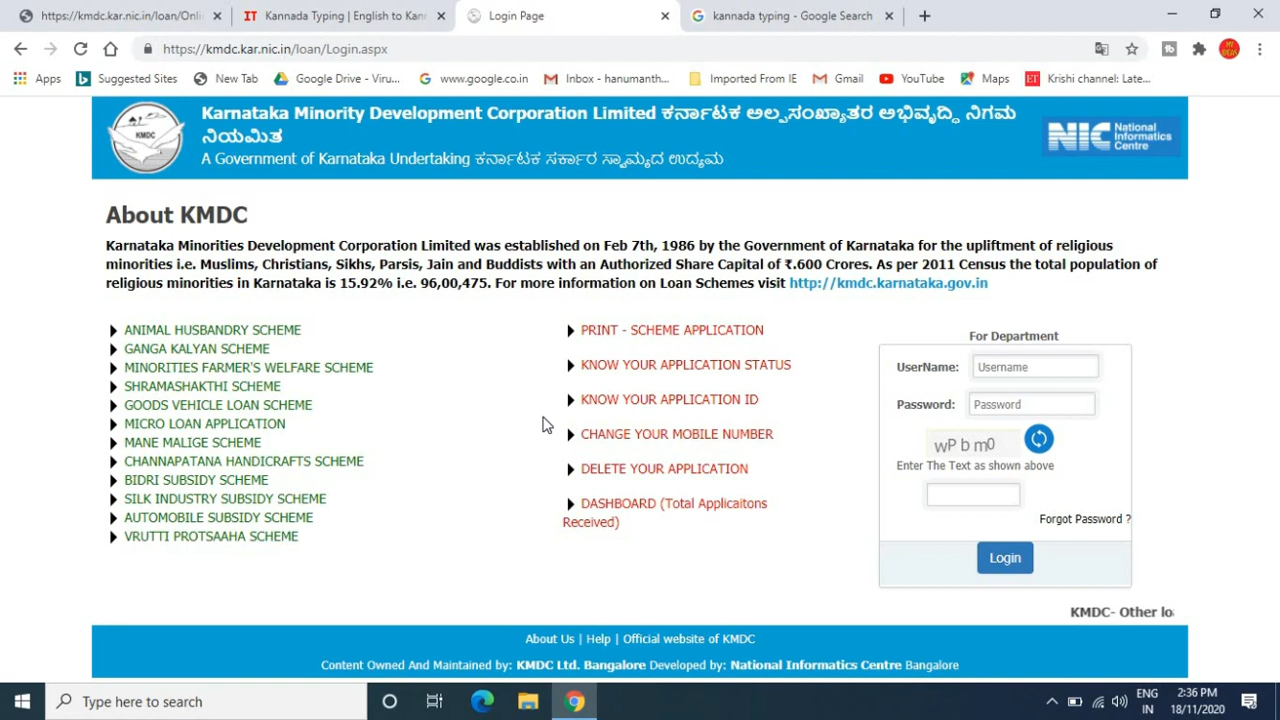 https://kmdc.kar.nic.in/loan/Onli
Kannada Typing | English to Kan
Login Page
kannada typing - Google Search
https://kmdc.kar.nic.in/loan/Login.aspx
Apps
Suggested Sites
New Tab
Google Drive - Viru...
www.google.co.in
Inbox - hanumanth...
Imported From IE
Gmail
YouTube
Maps
Krishi channel: Late...
KMDC
Karnataka Minority Development Corporation Limited ಕರ್ನಾಟಕ ಅಲ್ಪಸಂಖ್ಯಾತರ ಅಭಿವೃದ್ಧಿ ನಿಗಮ
ನಿಯಮಿತ
A Government of Karnataka Undertaking ಕರ್ನಾಟಕ ಸರ್ಕಾರ ಸ್ವಾಮ್ಯದ ಉದ್ಯಮ
NIC National
Informatics
Centre
About KMDC
Karnataka Minorities Development Corporation Limited was established on Feb 7th, 1986 by the Government of Karnataka for the upliftment of religious
minorities i.e. Muslims, Christians, Sikhs, Parsis, Jain and Buddists with an Authorized Share Capital of ₹.600 Crores. As per 2011 Census the total population of
religious minorities in Karnataka is 15.92% i.e. 96,00,475. For more information on Loan Schemes visit http://kmdc.karnataka.gov.in
ANIMAL HUSBANDRY SCHEME
GANGA KALYAN SCHEME
MINORITIES FARMER'S WELFARE SCHEME
SHRAMASHAKTHI SCHEME
GOODS VEHICLE LOAN SCHEME
MICRO LOAN APPLICATION
MANE MALIGE SCHEME
CHANNAPATANA HANDICRAFTS SCHEME
BIDRI SUBSIDY SCHEME
SILK INDUSTRY SUBSIDY SCHEME
AUTOMOBILE SUBSIDY SCHEME
VRUTTI PROTSAAHA SCHEME
PRINT - SCHEME APPLICATION
KNOW YOUR APPLICATION STATUS
KNOW YOUR APPLICATION ID
CHANGE YOUR MOBILE NUMBER
DELETE YOUR APPLICATION
DASHBOARD (Total Applicaitons
Received)
For Department
UserName: Username
Password: Password
wP b m0
Enter The Text as shown above
Forgot Password ?
Login
KMDC- Other lo
About Us | Help | Official website of KMDC
Content Owned And Maintained by: KMDC Ltd. Bangalore Developed by: National Informatics Centre Bangalore
Type here to search
ENG
IN
2:36 PM
18/11/2020